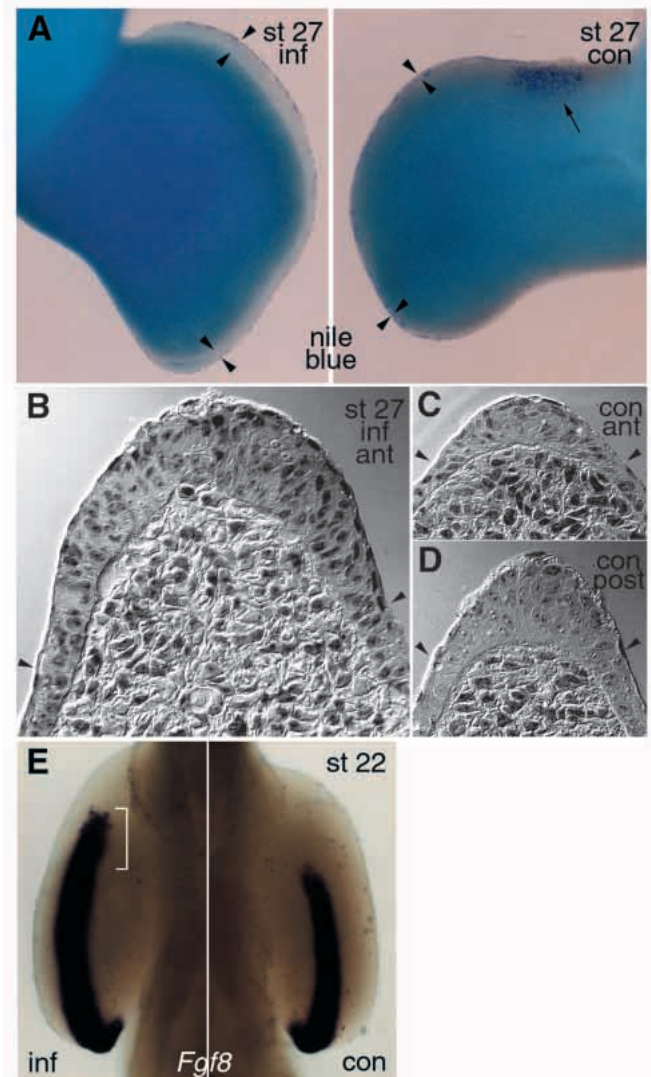 A
st 27
inf
st 27
con
nile
blue
B
st 27
inf
ant
C
con
ant
D
con
post
E
st 22
inf
Fgf8
con